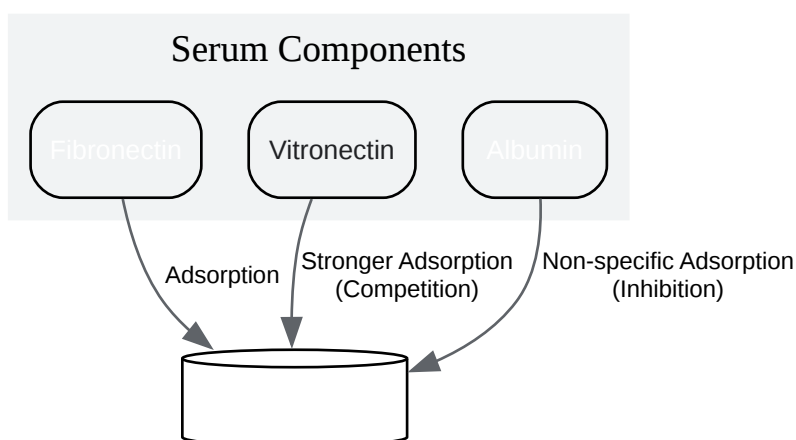 Serum Components
Fibronectin
Vitronectin
Albumin
Adsorption
Stronger Adsorption
(Competition)
Non-specific Adsorption
(Inhibition)